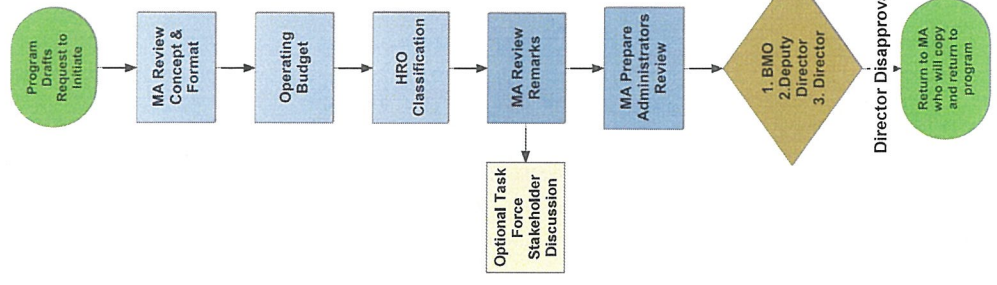 Program
Drafts
Request to
Initiate
MA Review
Concept &
Format
Operating
Budget
HRO
Classification
MA Review
Remarks
Optional Task
Force
Stakeholder
Discussion
MA Prepare
Administrators
Review
1. BMO
2.Deputy
Director
3. Director
Director
Return to MA
who will copy
and return to
program